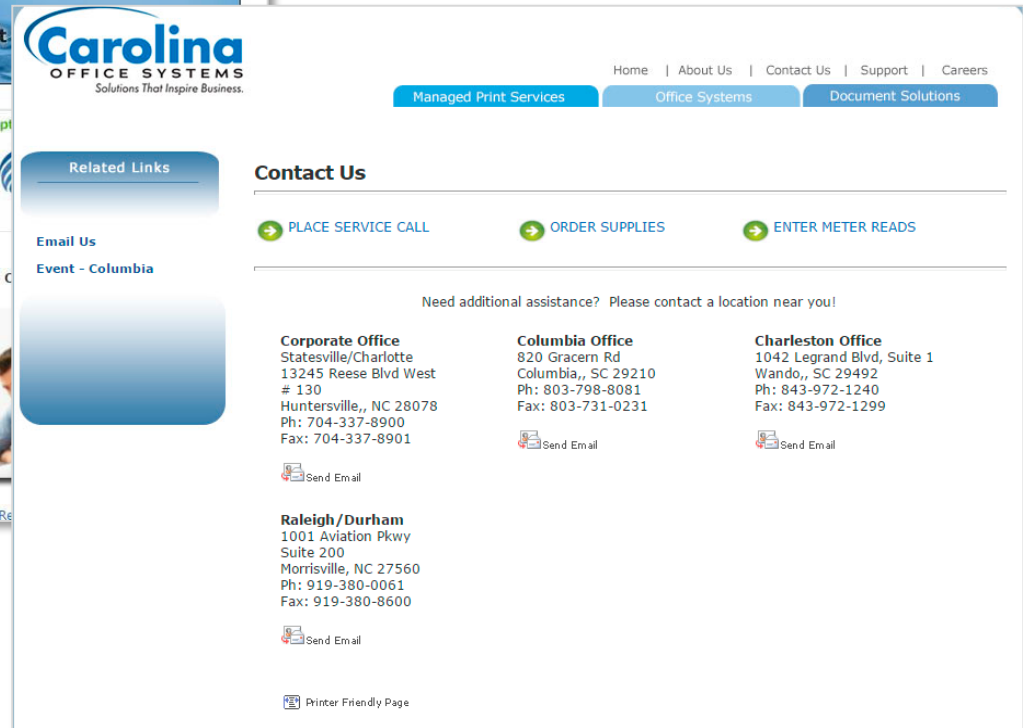 Carolina
OFFICE SYSTEMS
Solutions That Inspire Business.
Home | About Us | Contact Us | Support | Careers
Managed Print Services
Office Systems
Document Solutions
Related Links
Email Us
Event - Columbia
Contact Us
PLACE SERVICE CALL
ORDER SUPPLIES
ENTER METER READS
Need additional assistance? Please contact a location near you!
Corporate Office
Statesville/Charlotte
13245 Reese Blvd West
# 130
Huntersville,, NC 28078
Ph: 704-337-8900
Fax: 704-337-8901
Send Email
Columbia Office
820 Gracern Rd
Columbia,, SC 29210
Ph: 803-798-8081
Fax: 803-731-0231
Send Email
Charleston Office
1042 Legrand Blvd, Suite 1
Wando,, SC 29492
Ph: 843-972-1240
Fax: 843-972-1299
Send Email
Raleigh/Durham
1001 Aviation Pkwy
Suite 200
Morrisville, NC 27560
Ph: 919-380-0061
Fax: 919-380-8600
Send Email
Printer Friendly Page